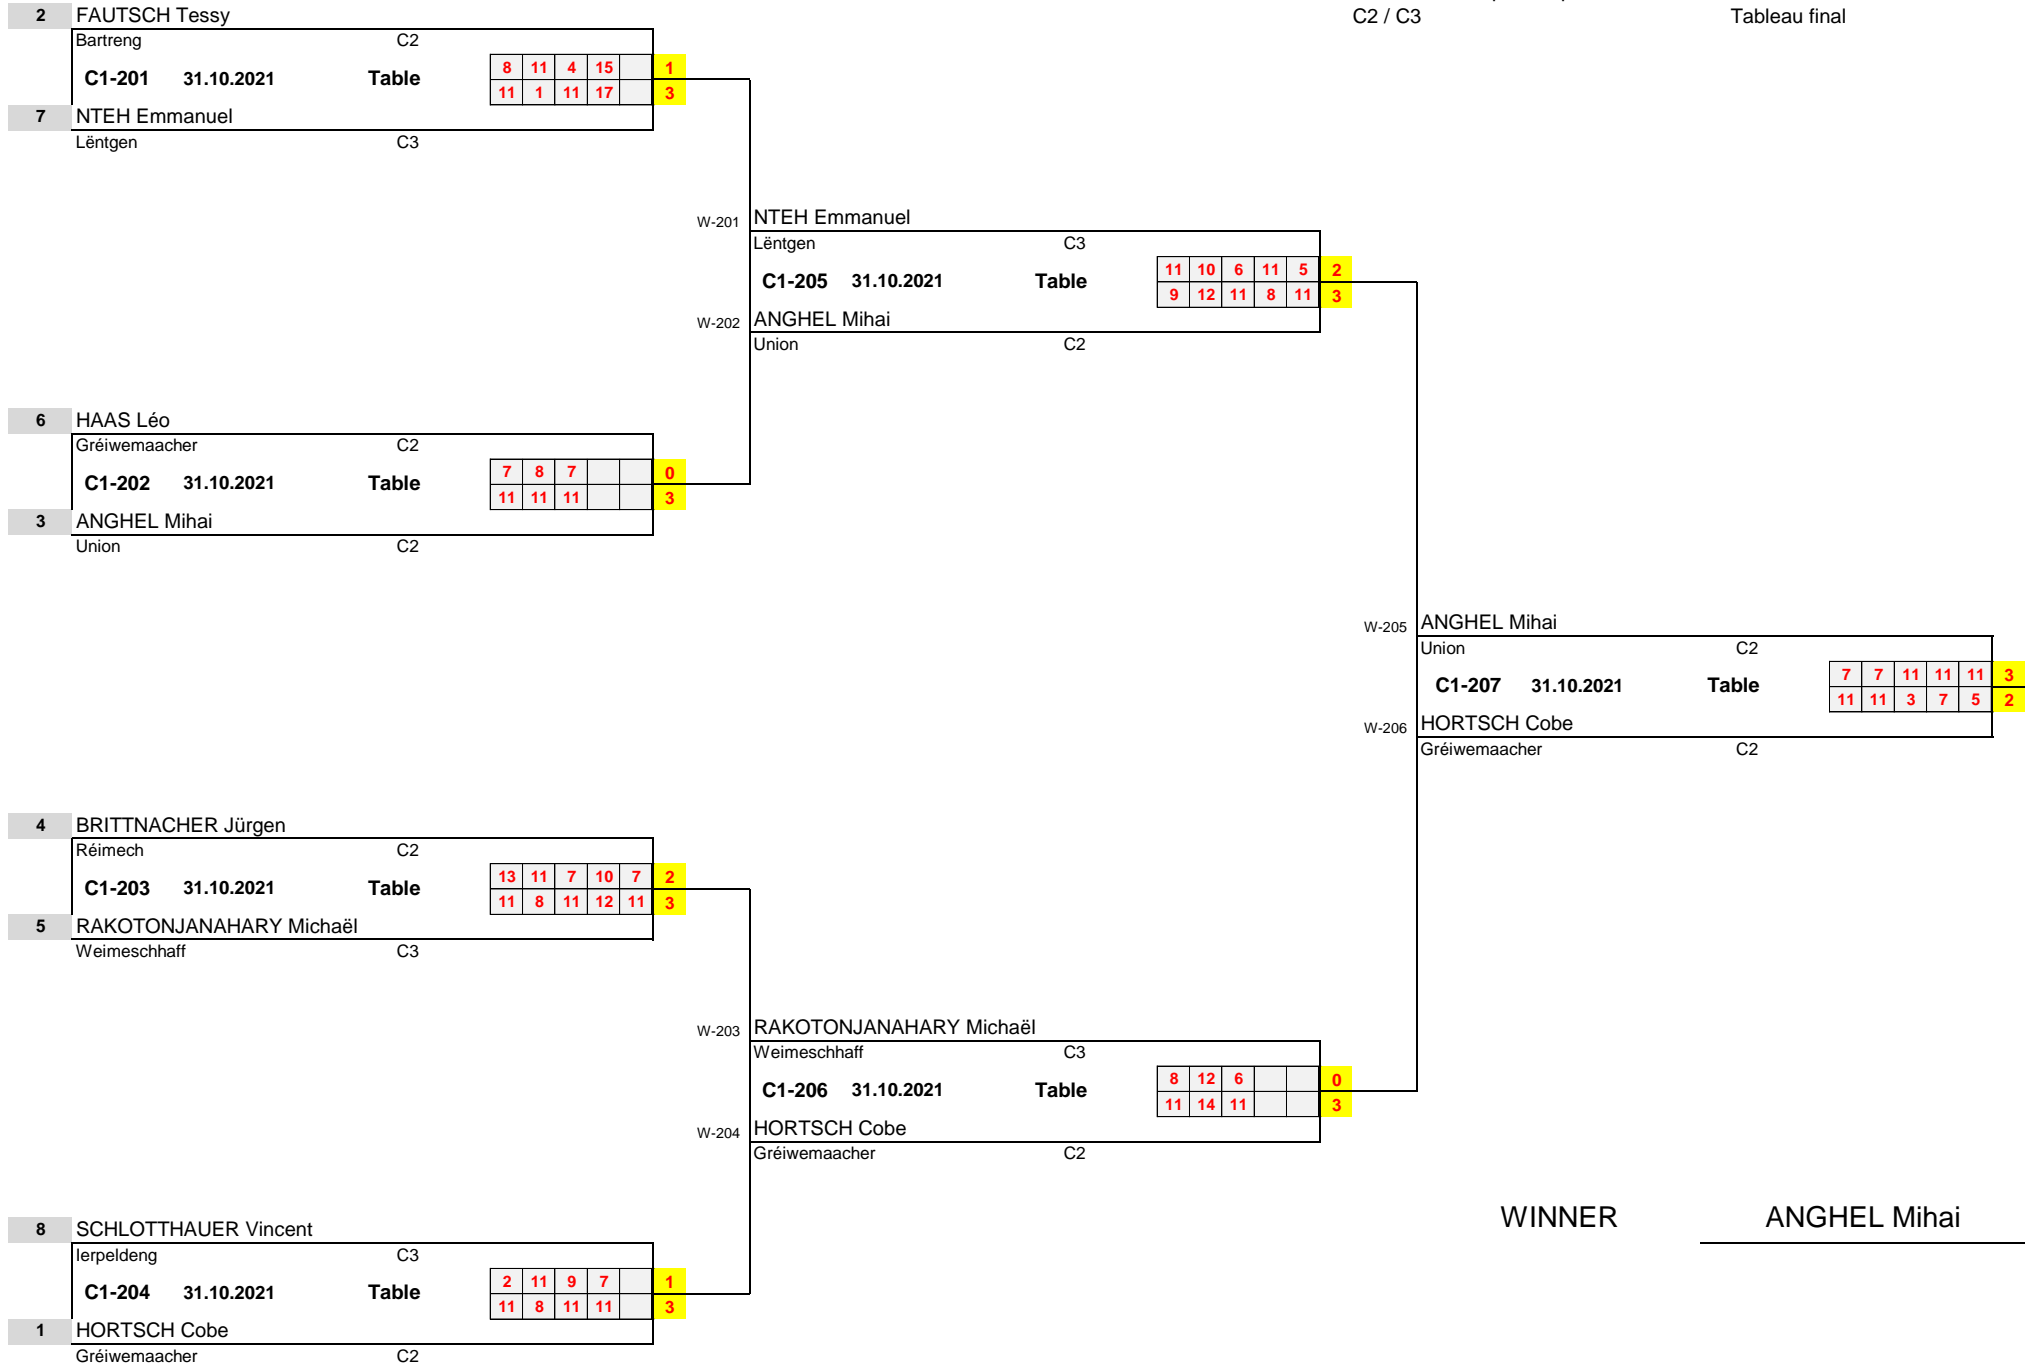 C2 / C3 Tableau final
2 FAUTSCH Tessy
Bartreng C2
C1-201 31.10.2021 Table
8 11 4 15 1
11 1 11 17 3
7 NTEH Emmanuel
Lëntgen C3
W-201 NTEH Emmanuel
Lëntgen C3
C1-205 31.10.2021 Table
11 10 6 11 5 2
9 12 11 8 11 3
W-202 ANGHEL Mihai
Union C2
6 HAAS Léo
Gréiwemaacher C2
C1-202 31.10.2021 Table
7 8 7 0
11 11 11 3
3 ANGHEL Mihai
Union C2
W-205 ANGHEL Mihai
Union C2
C1-207 31.10.2021 Table
7 7 11 11 11 3
11 11 3 7 5 2
W-206 HORTSCH Cobe
Gréiwemaacher C2
4 BRITTNACHER Jürgen
Réimech C2
C1-203 31.10.2021 Table
13 11 7 10 7 2
11 8 11 12 11 3
5 RAKOTONJANAHARY Michaël
Weimeschhaff C3
W-203 RAKOTONJANAHARY Michaël
Weimeschhaff C3
C1-206 31.10.2021 Table
8 12 6 0
11 14 11 3
W-204 HORTSCH Cobe
Gréiwemaacher C2
WINNER ANGHEL Mihai
8 SCHLOTTHAUER Vincent
Ierpeldeng C3
C1-204 31.10.2021 Table
2 11 9 7 1
11 8 11 11 3
1 HORTSCH Cobe
Gréiwemaacher C2